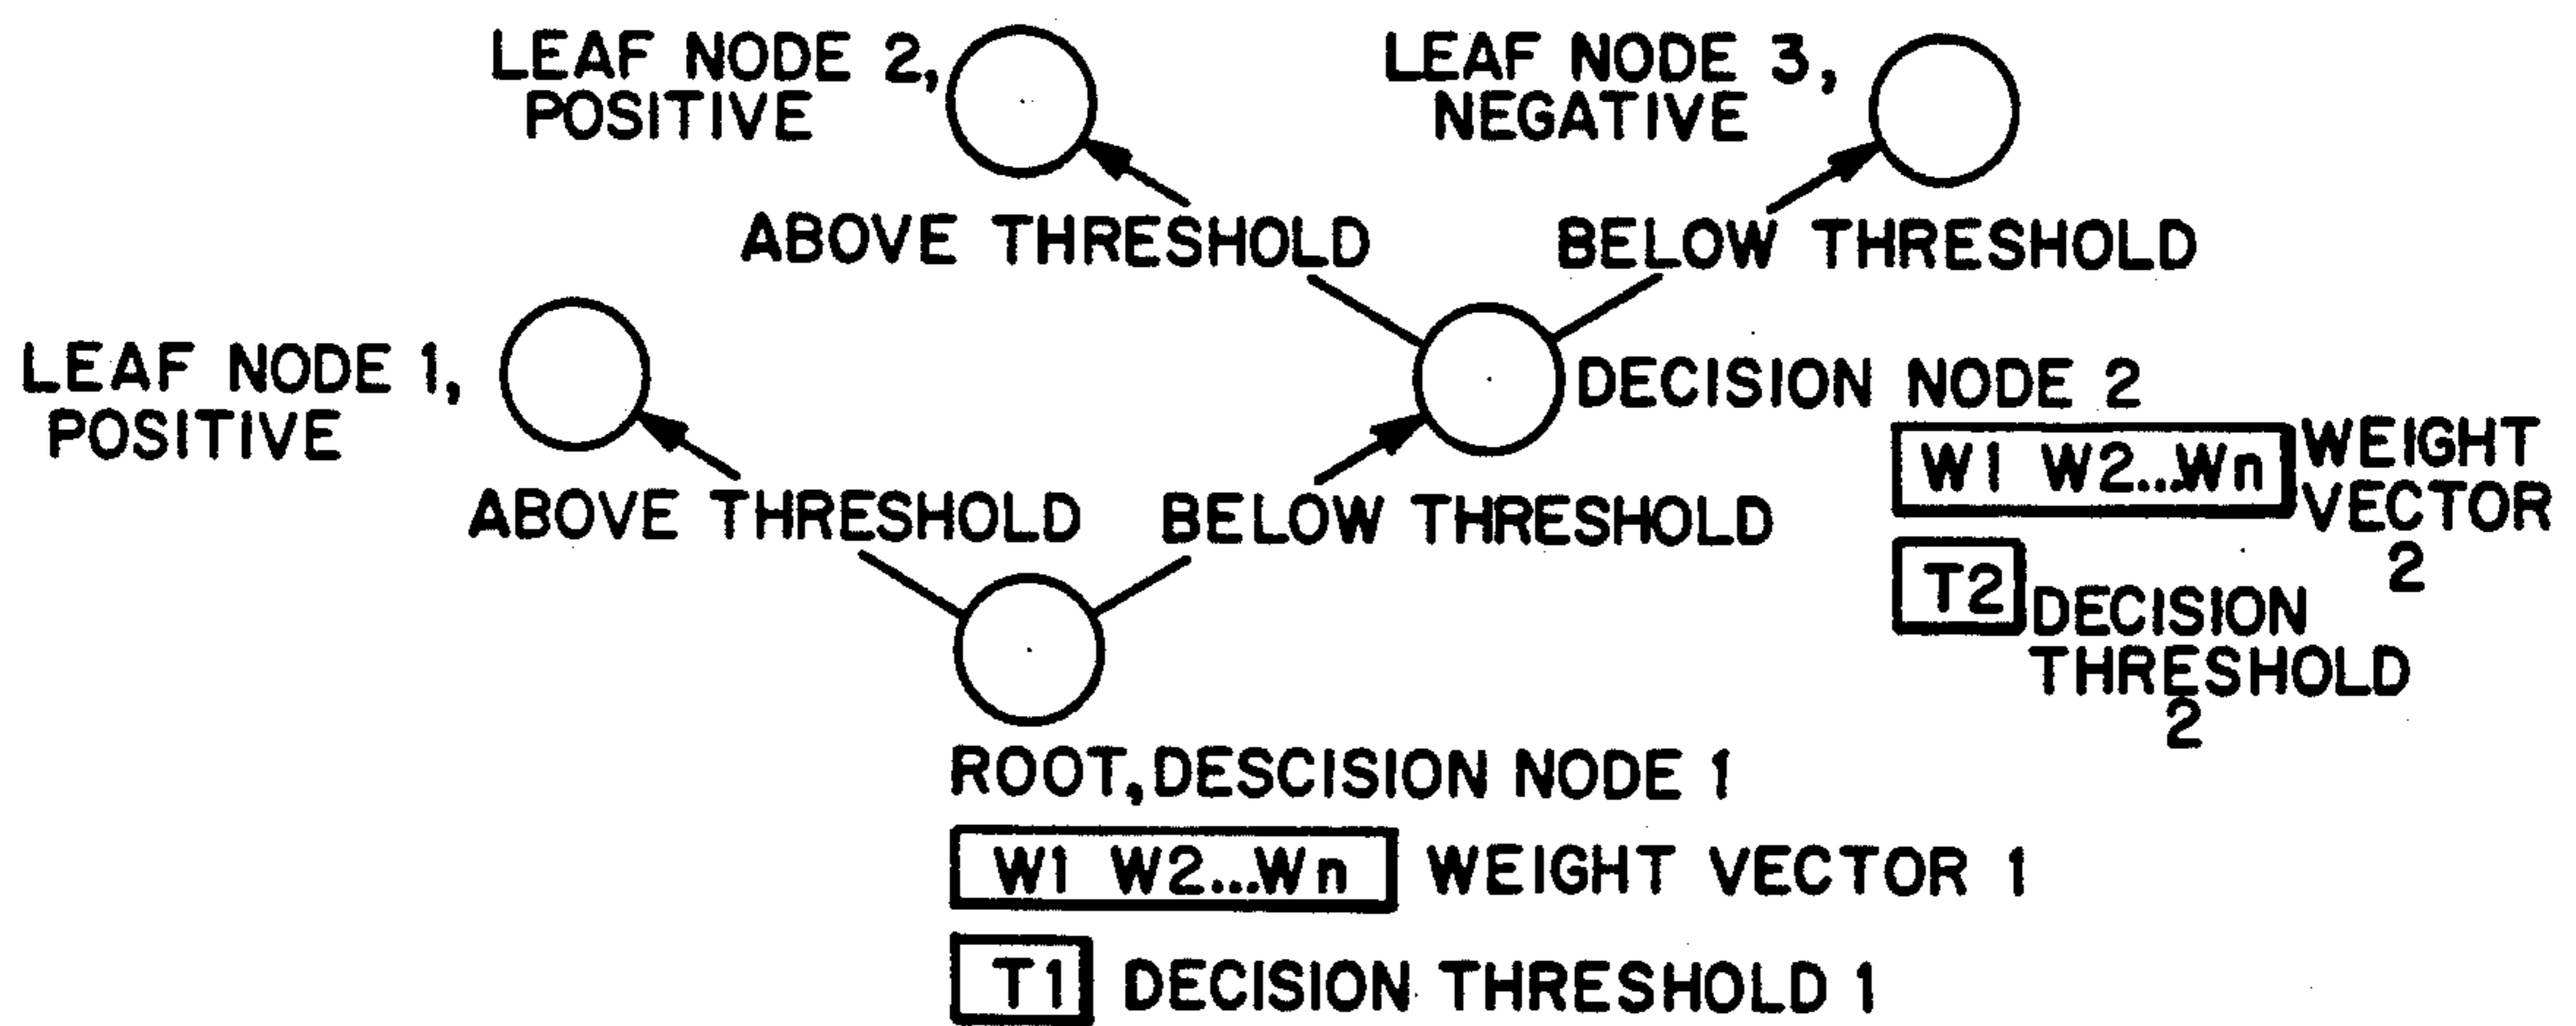 LEAF NODE 2,
POSITIVE
LEAF NODE 3,
NEGATIVE
ABOVE THRESHOLD
BELOW THRESHOLD
LEAF NODE 1,
POSITIVE
DECISION NODE 2
W1 W2...Wn
WEIGHT
VECTOR
2
T2
DECISION
THRESHOLD
2
ABOVE THRESHOLD
BELOW THRESHOLD
ROOT,DESCISION NODE 1
W1 W2...Wn WEIGHT VECTOR 1
T1 DECISION THRESHOLD 1